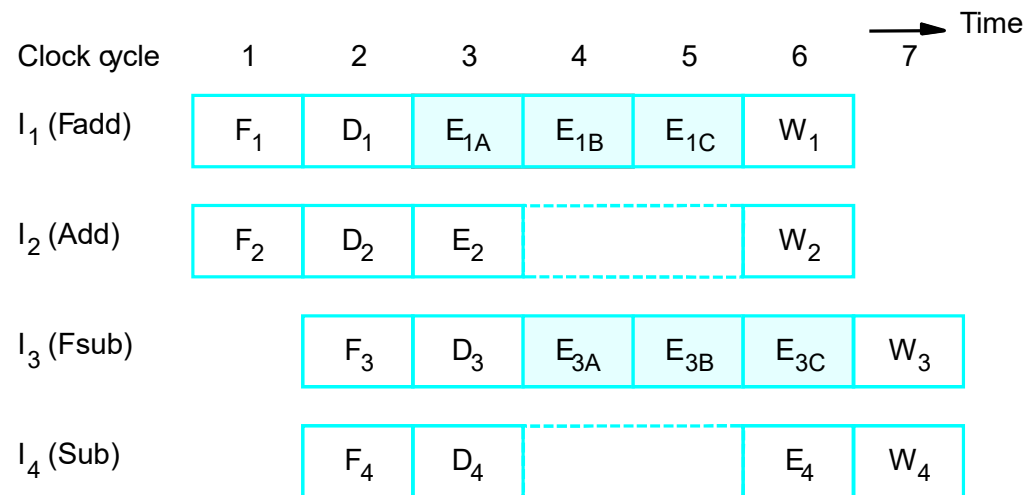 Time
Clock cycle 1 2 3 4 5 6 7
I1 (Fadd) F1 D1 E1A E1B E1C W1
I2 (Add) F2 D2 E2 W2
I3 (Fsub) F3 D3 E3A E3B E3C W3
I4 (Sub) F4 D4 E4 W4